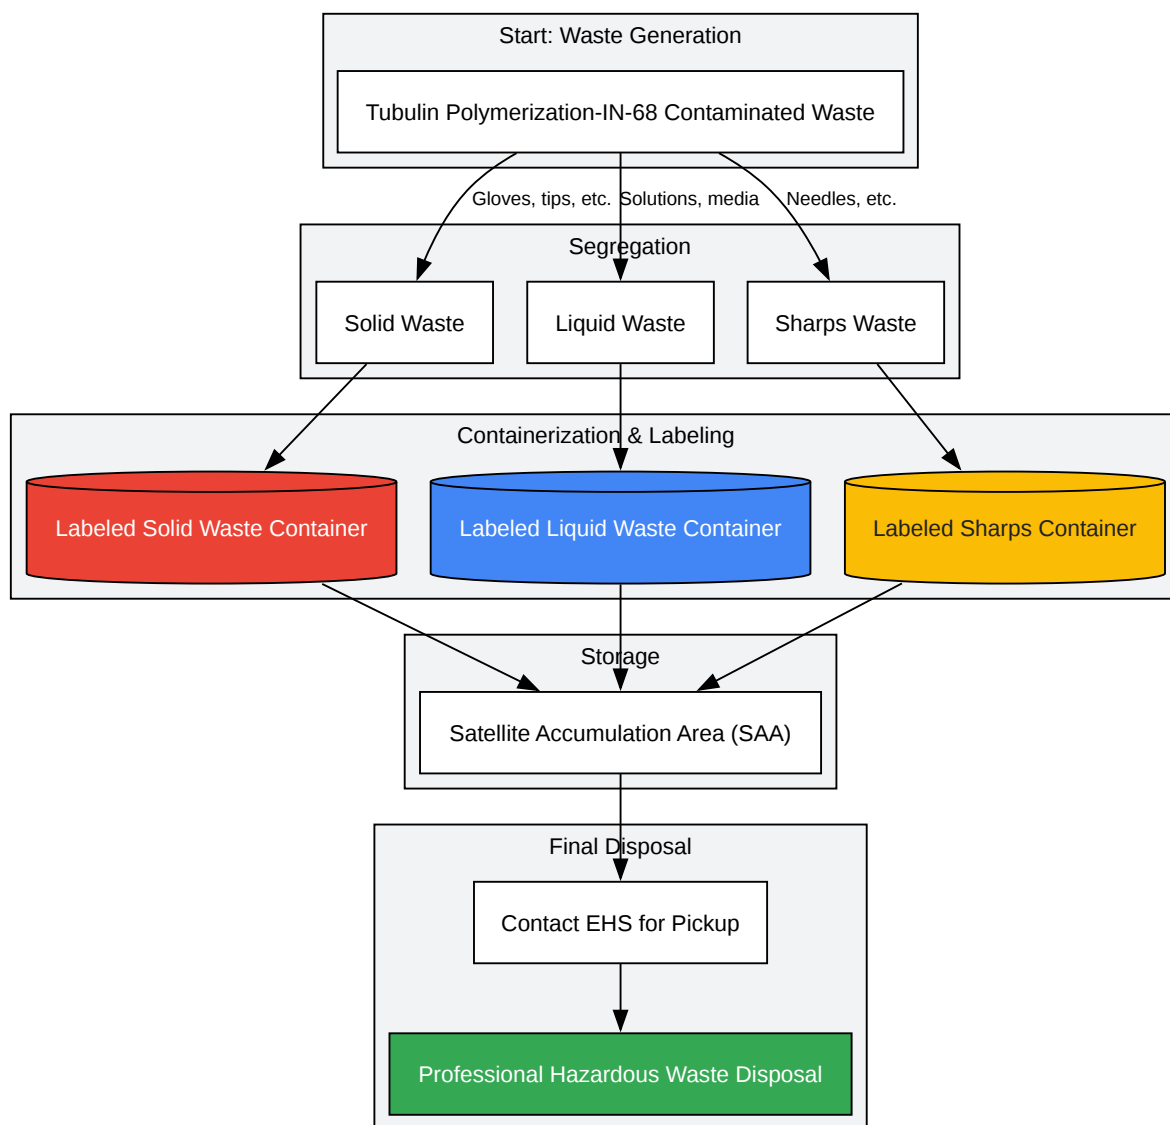 Start: Waste Generation
Tubulin Polymerization-IN-68 Contaminated Waste
Gloves, tips, etc.
Solutions, media
Needles, etc.
Segregation
Solid Waste
Liquid Waste
Sharps Waste
Containerization & Labeling
Labeled Solid Waste Container
Labeled Liquid Waste Container
Labeled Sharps Container
Storage
Satellite Accumulation Area (SAA)
Final Disposal
Contact EHS for Pickup
Professional Hazardous Waste Disposal